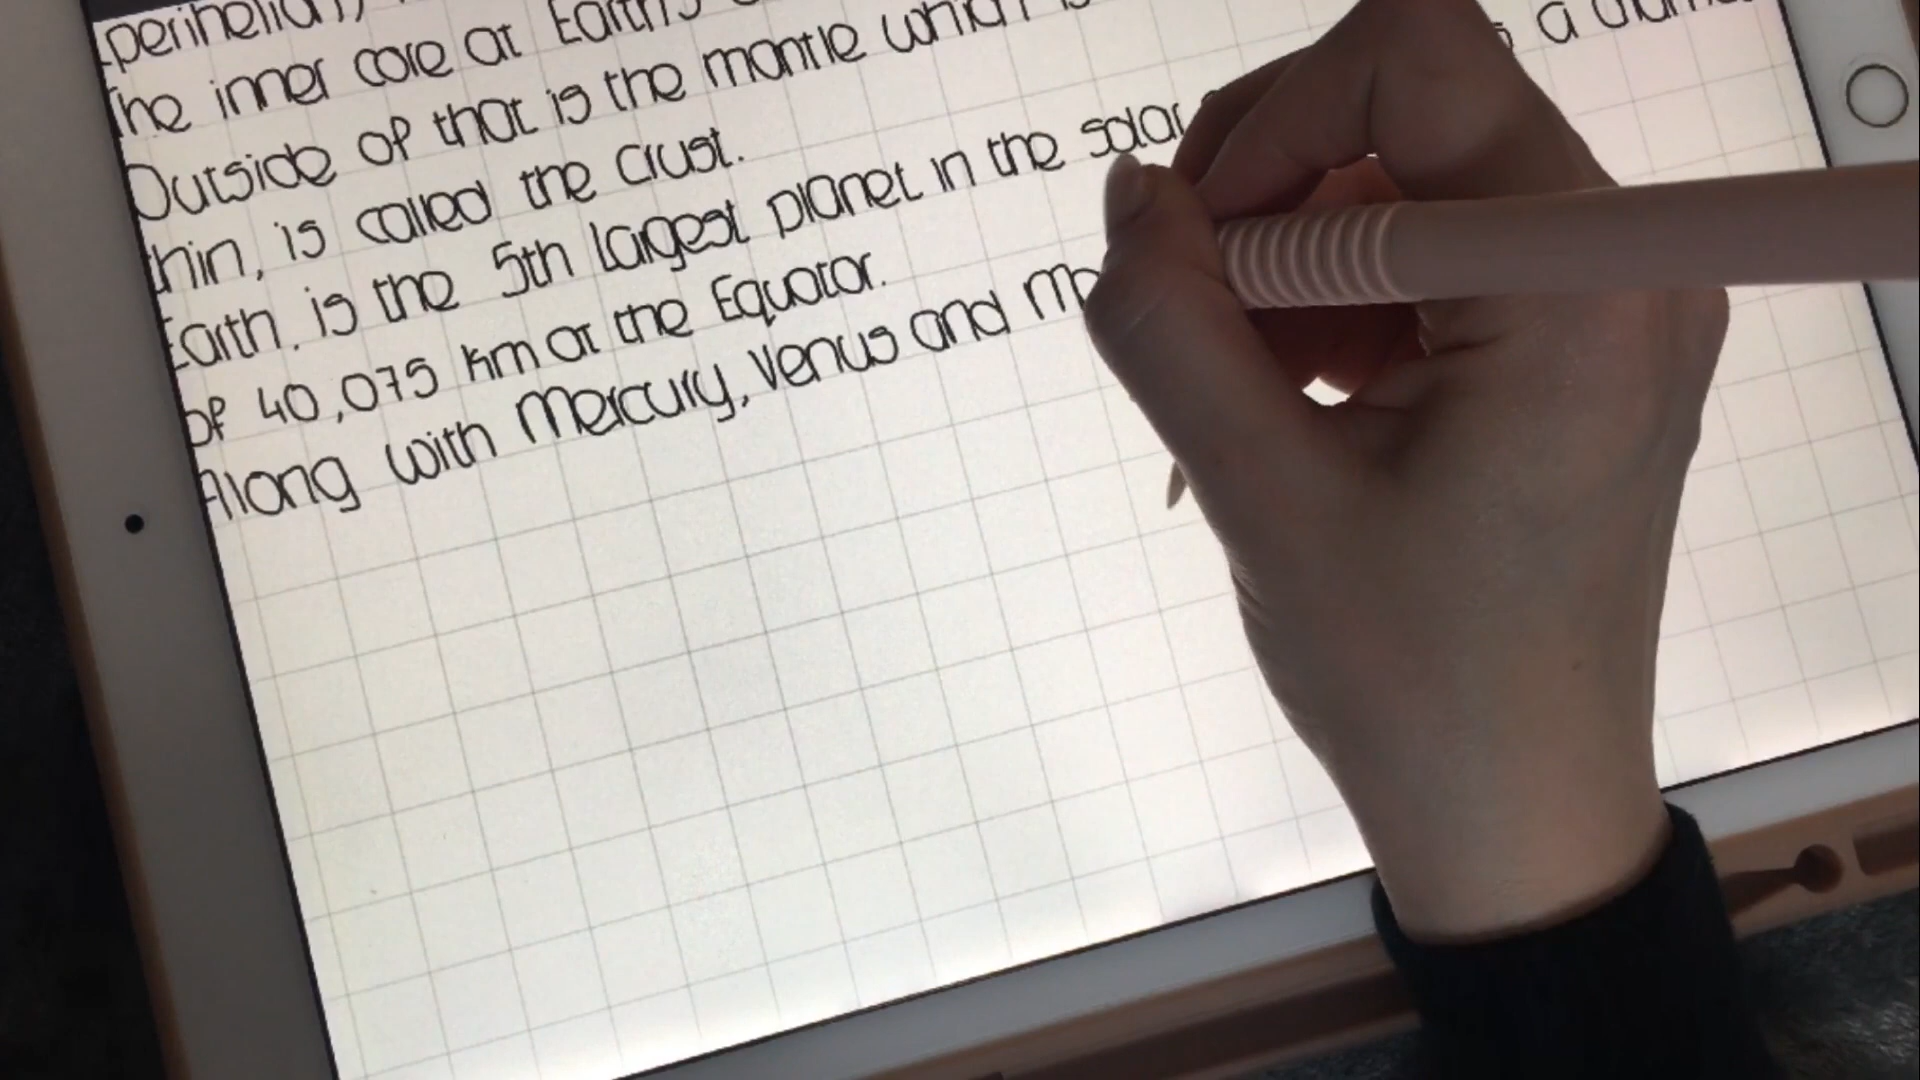 (perihelion)
The inner core at Earth's
Outside of that is the mantle which is
thin, is called the crust.
Earth. is the 5th largest planet in the solar a
of 40,075 km at the Equator.
Along with Mercury, Venus and